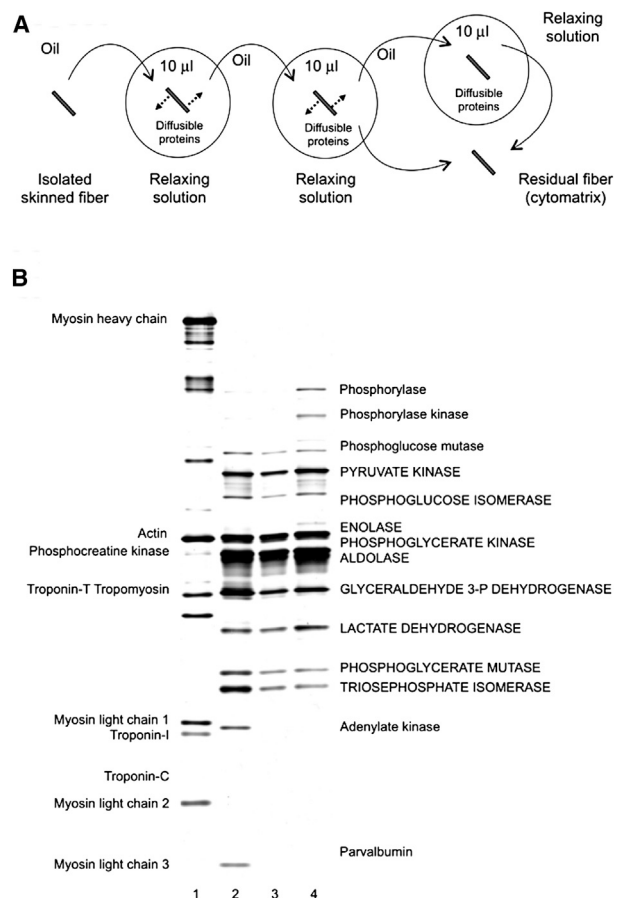 A
Oil
10 µl
Diffusible
proteins
Oil
10 µl
Diffusible
proteins
Oil
10 µl
Diffusible
proteins
Relaxing
solution
Isolated
skinned fiber
Relaxing
solution
Relaxing
solution
Residual fiber
(cytomatrix)
B
Myosin heavy chain
Phosphorylase
Phosphorylase kinase
Phosphoglucose mutase
PYRUVATE KINASE
PHOSPHOGLUCOSE ISOMERASE
ENOLASE
Actin
PHOSPHOGLYCERATE KINASE
Phosphocreatine kinase
ALDOLASE
Troponin-T Tropomyosin
GLYCERALDEHYDE 3-P DEHYDROGENASE
LACTATE DEHYDROGENASE
PHOSPHOGLYCERATE MUTASE
TRIOSEPHOSPHATE ISOMERASE
Myosin light chain 1
Adenylate kinase
Troponin-I
Troponin-C
Myosin light chain 2
Parvalbumin
Myosin light chain 3
1 2 3 4